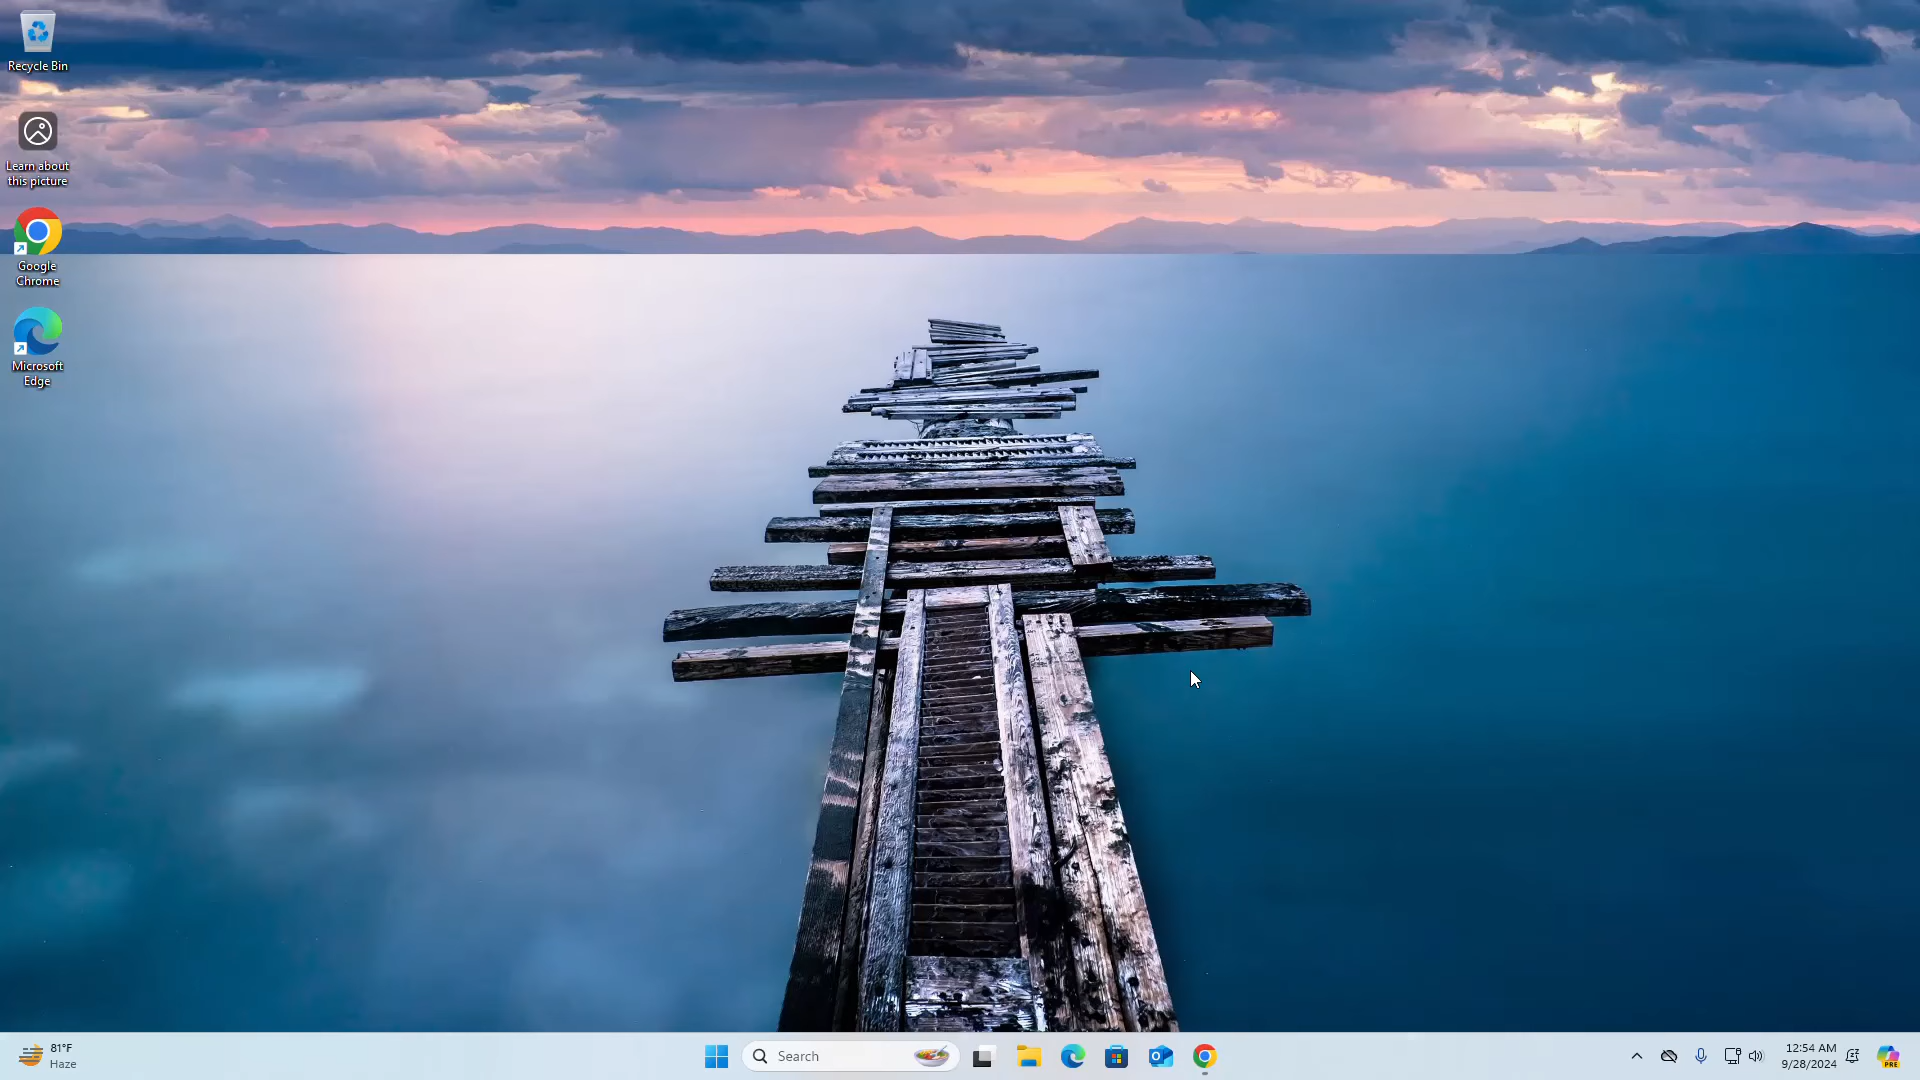 Recycle Bin
Learn about
this picture
Google
Chrome
Microsoft
Edge
81°F
Haze
Search
12:54 AM
9/28/2024
PRE